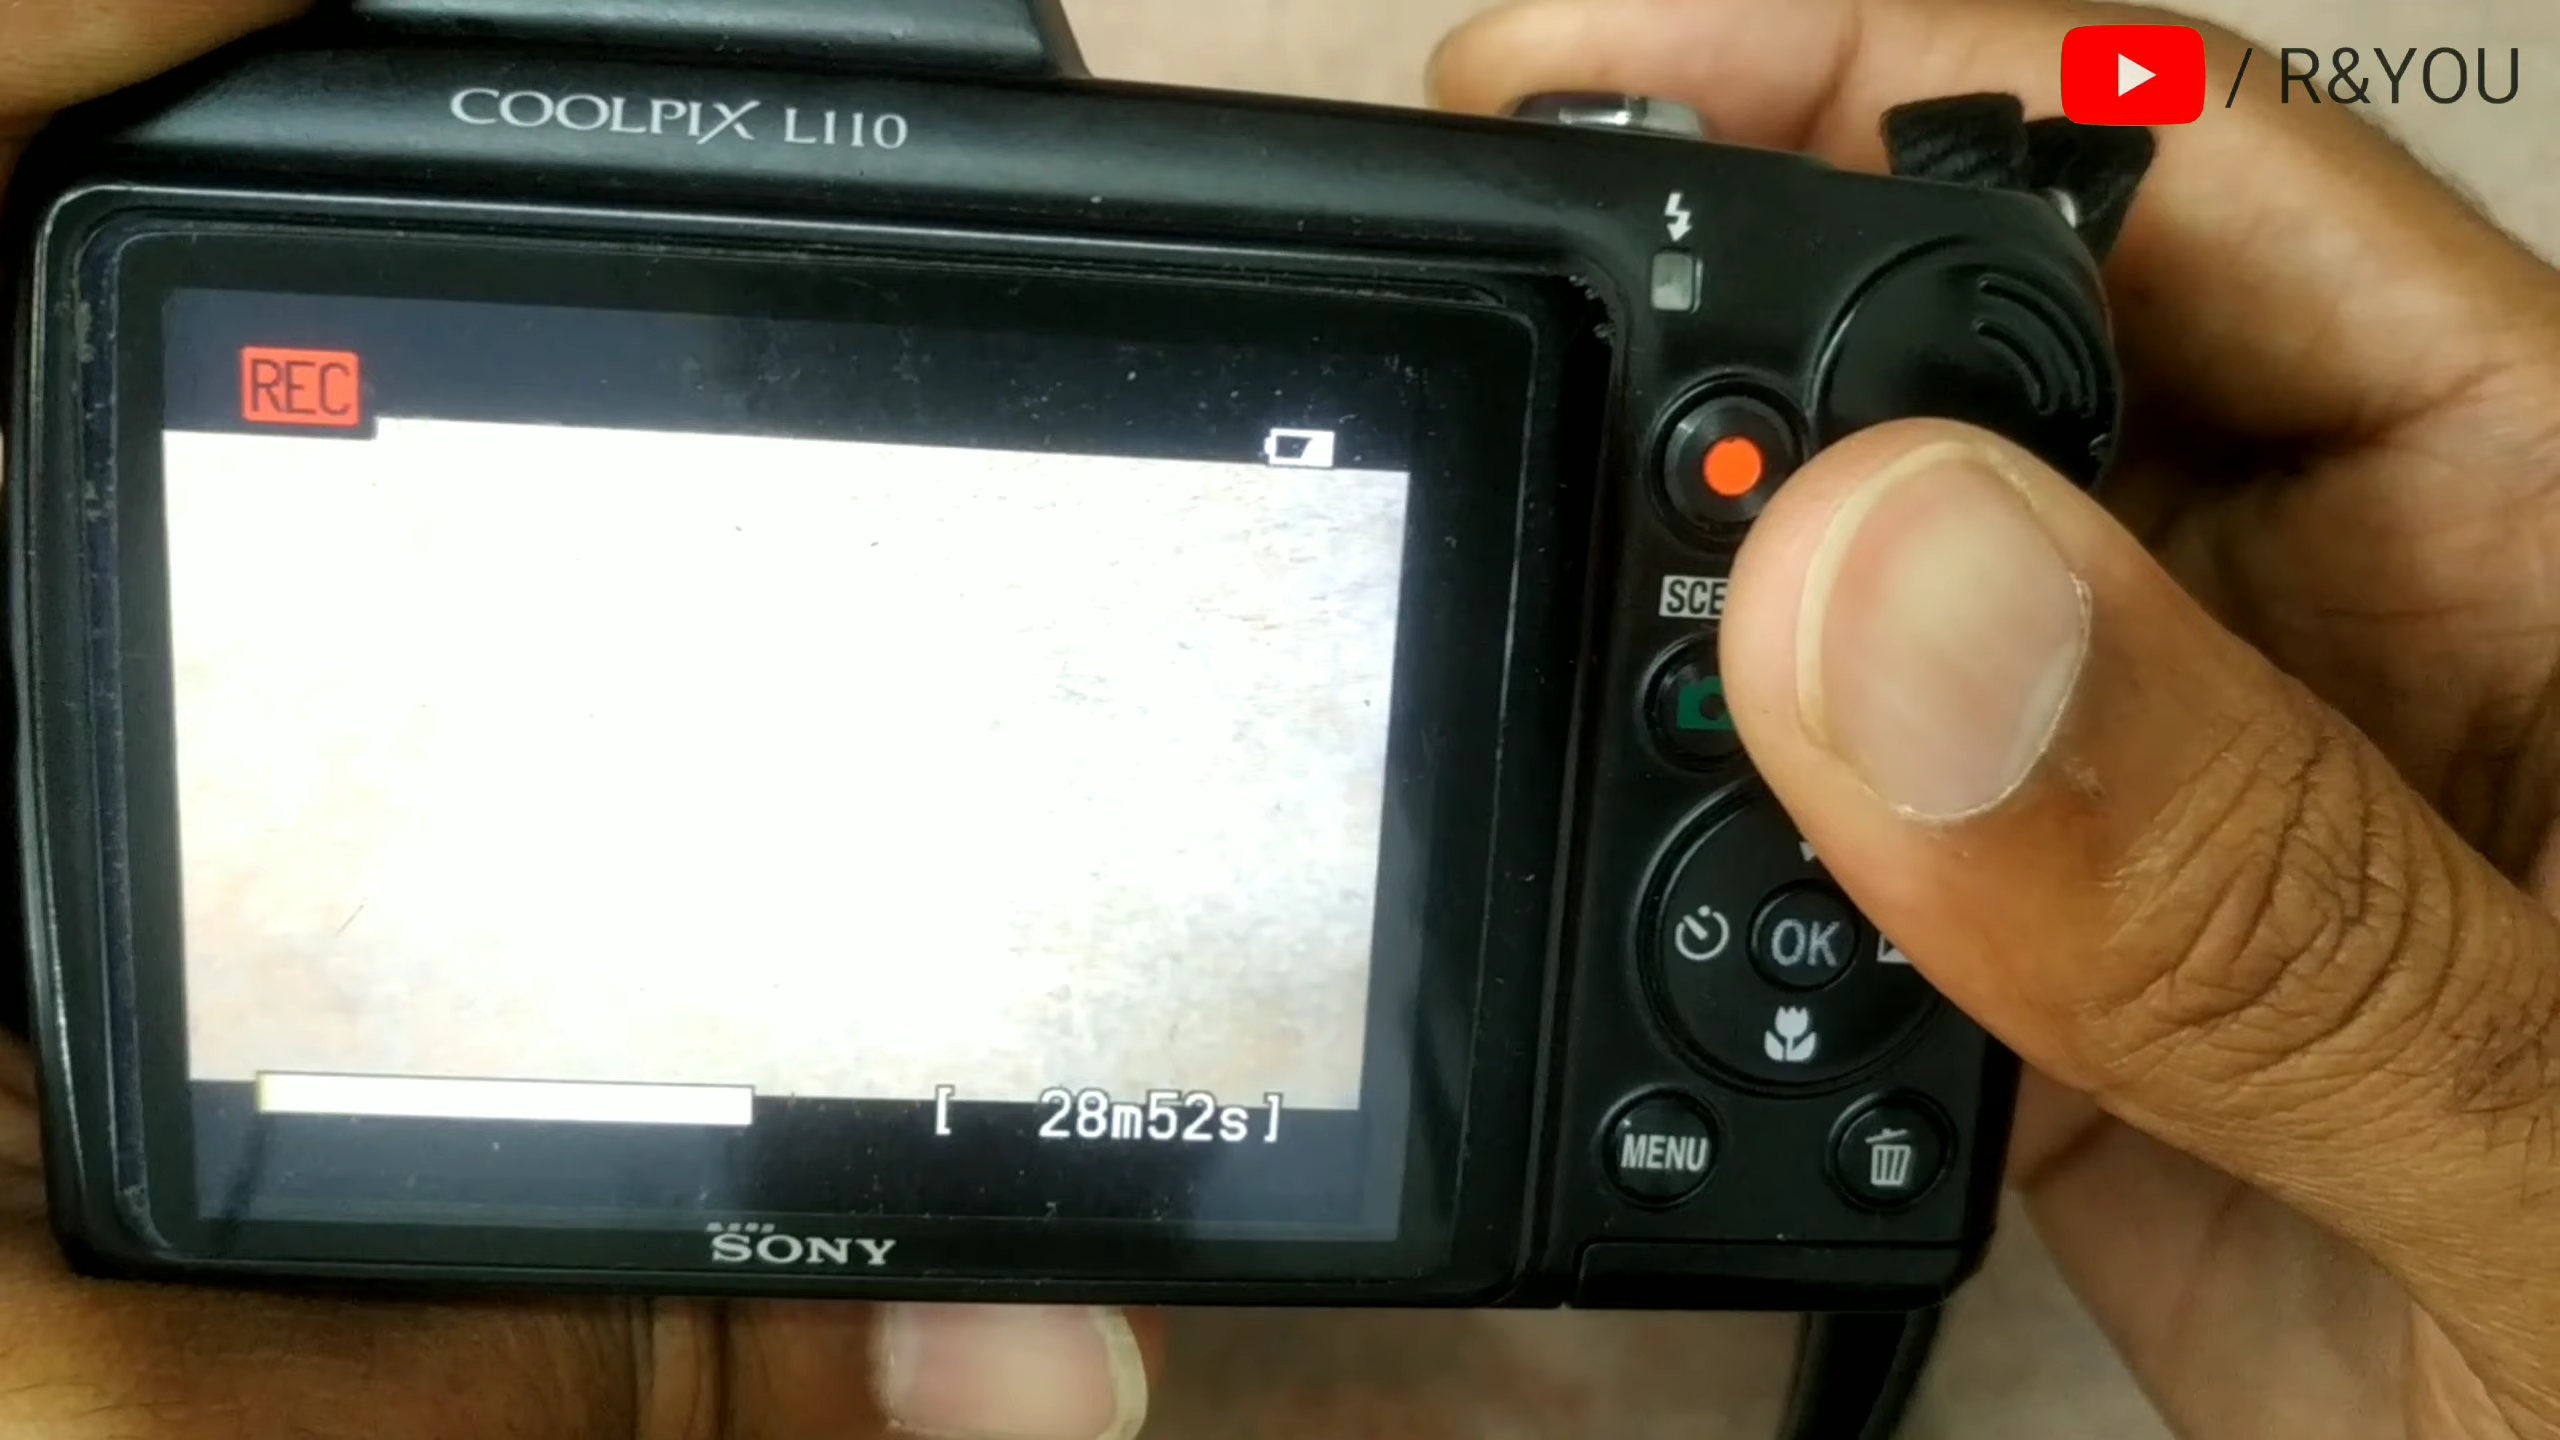 / R&YOU
COOLPIX L110
REC
SCE
OK
[ 28m52s]
MENU
SONY